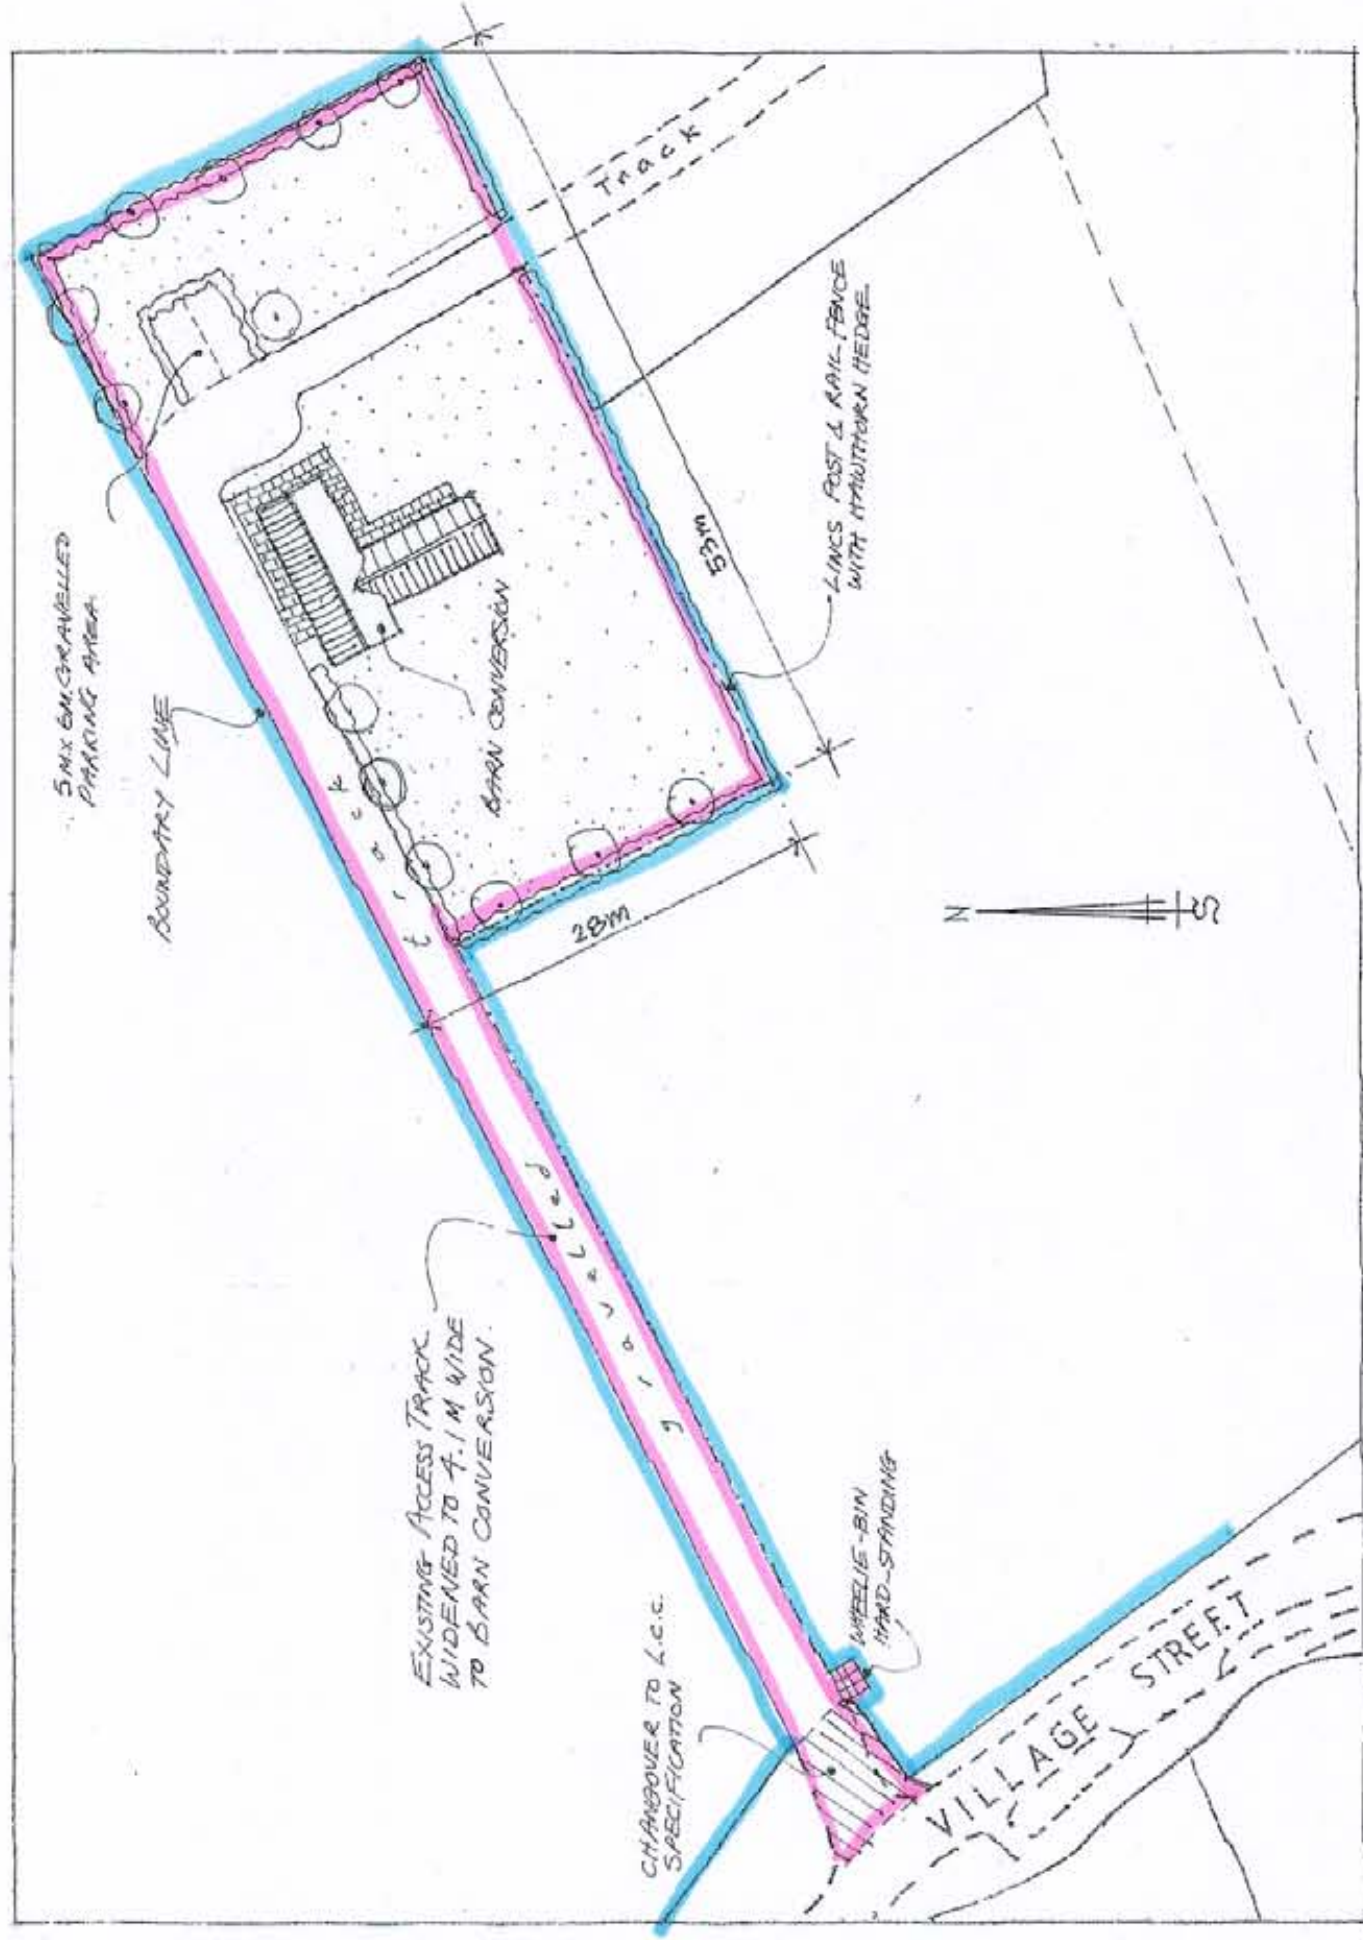 5M X 6M. GRAVELLED
PARKING AREA
BOUNDARY LINE
EXISTING ACCESS TRACK
WIDENED TO 4.1 M WIDE
TO BARN CONVERSION.
CHANGOVER TO L.C.C.
SPECIFICATION
WHEELIE-BIN
HARD-STANDING
VILLAGE STREET
gravelled
track
BARN CONVERSION
28m
53m
LINCS POST & RAIL FENCE
WITH HAWTHORN HEDGE
Track
N
S